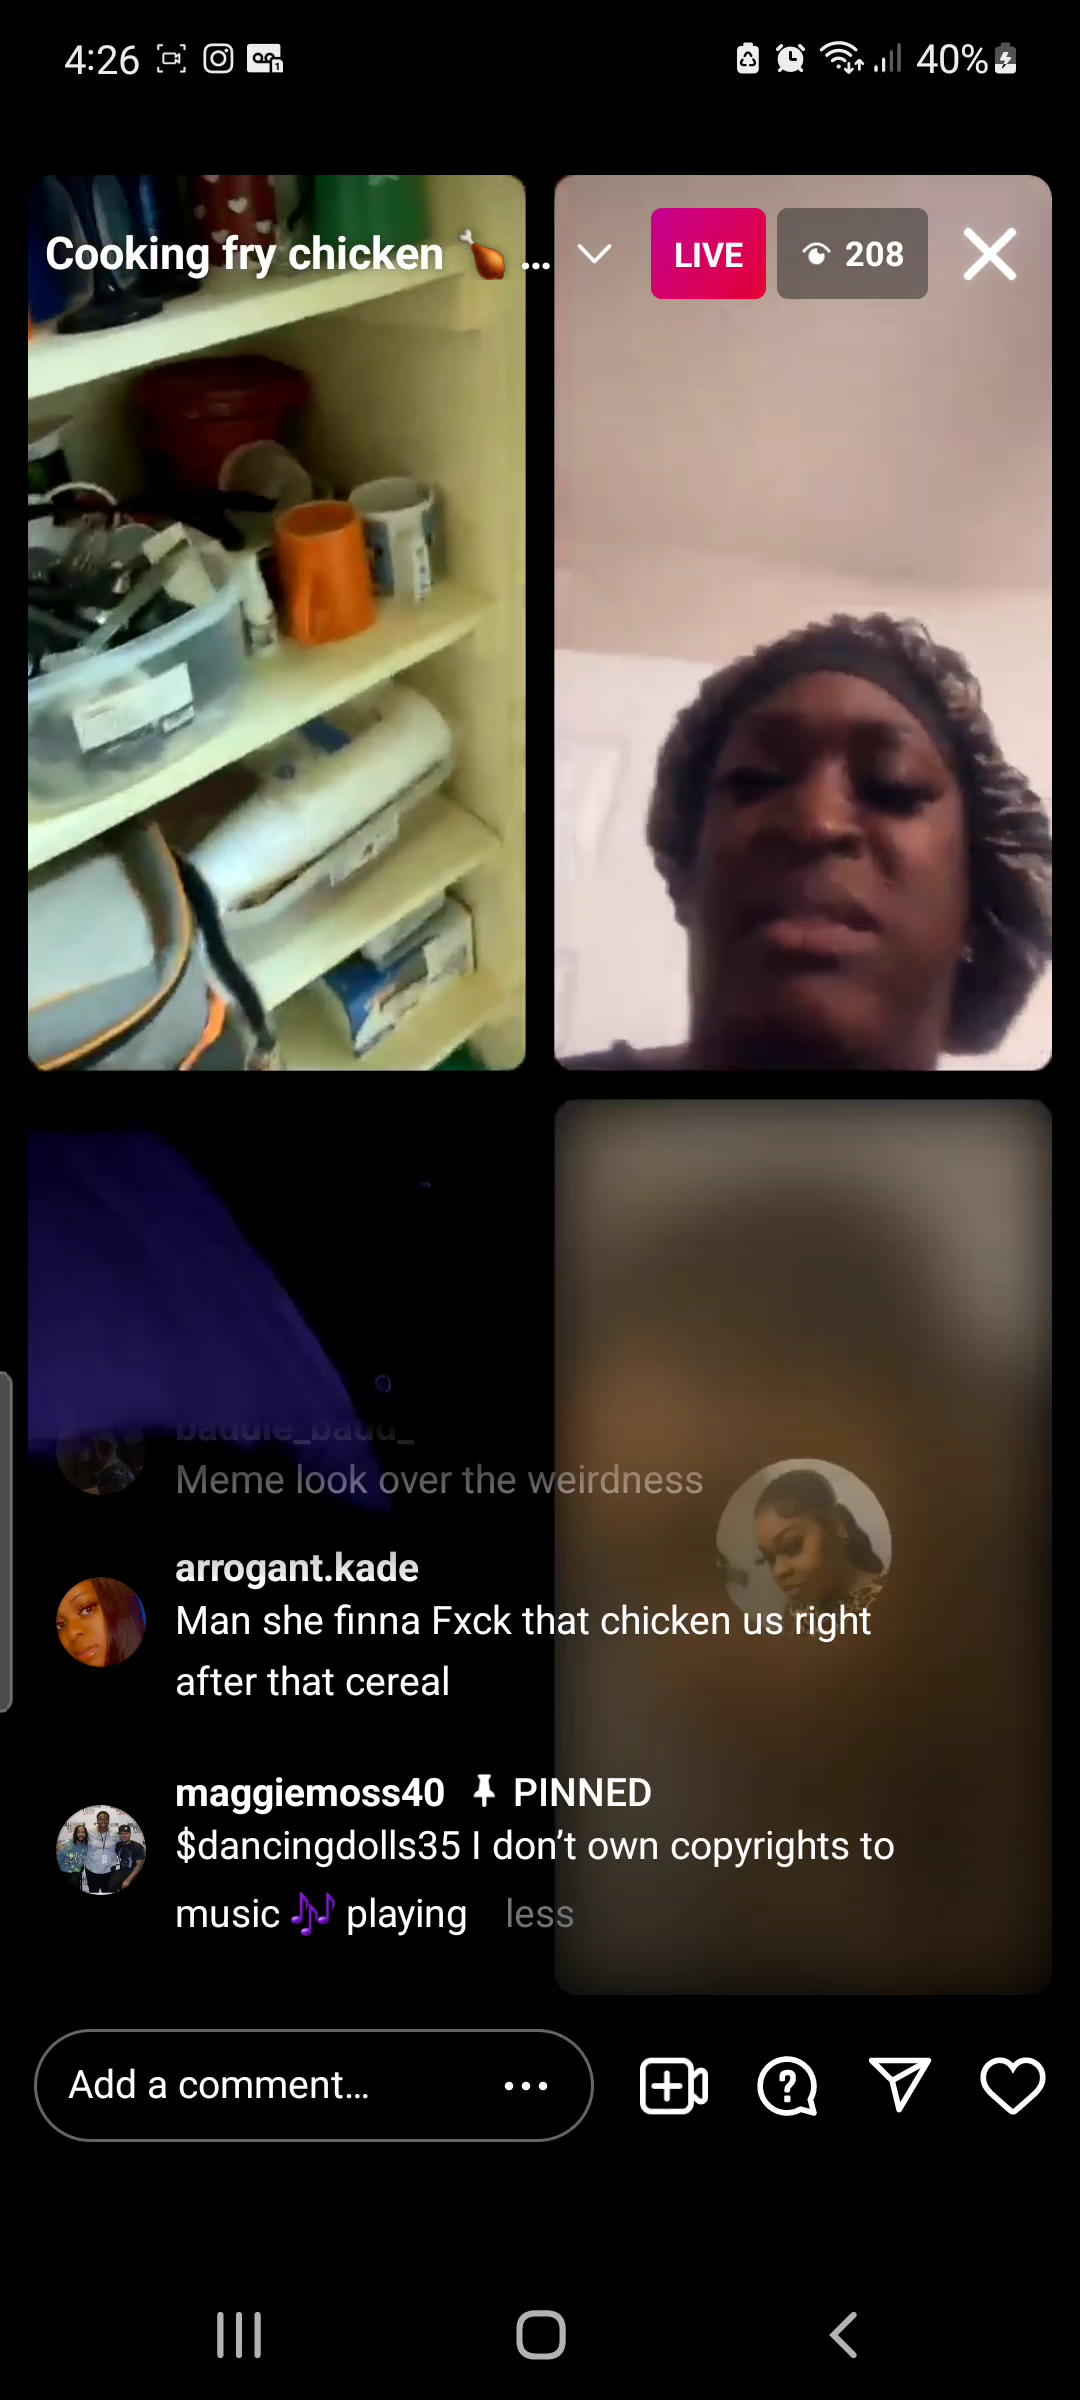 4:26
40%
Cooking fry chicken 🍗 ...
LIVE
208
baddie_badd_
Meme look over the weirdness
arrogant.kade
Man she finna Fxck that chicken us right
after that cereal
maggiemoss40 📌 PINNED
$dancingdolls35 I don’t own copyrights to
music 🎶 playing less
Add a comment...